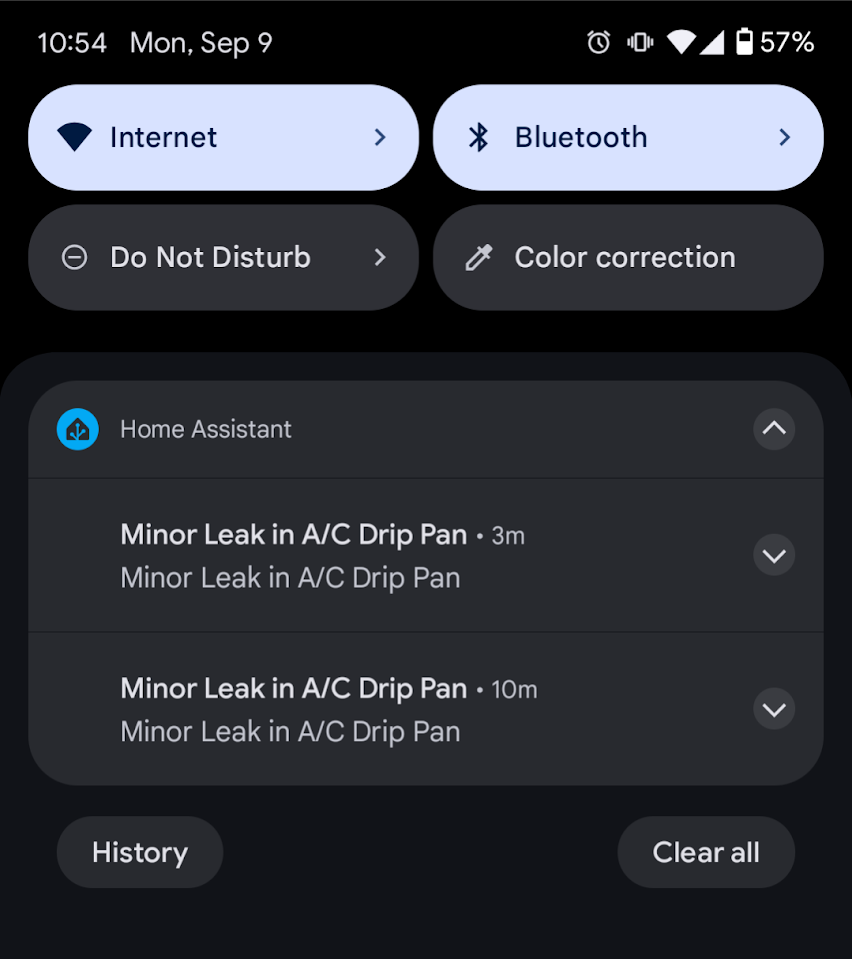 10:54 Mon, Sep 9 57%
Internet Bluetooth
Do Not Disturb Color correction
Home Assistant
Minor Leak in A/C Drip Pan • 3m
Minor Leak in A/C Drip Pan
Minor Leak in A/C Drip Pan • 10m
Minor Leak in A/C Drip Pan
History Clear all